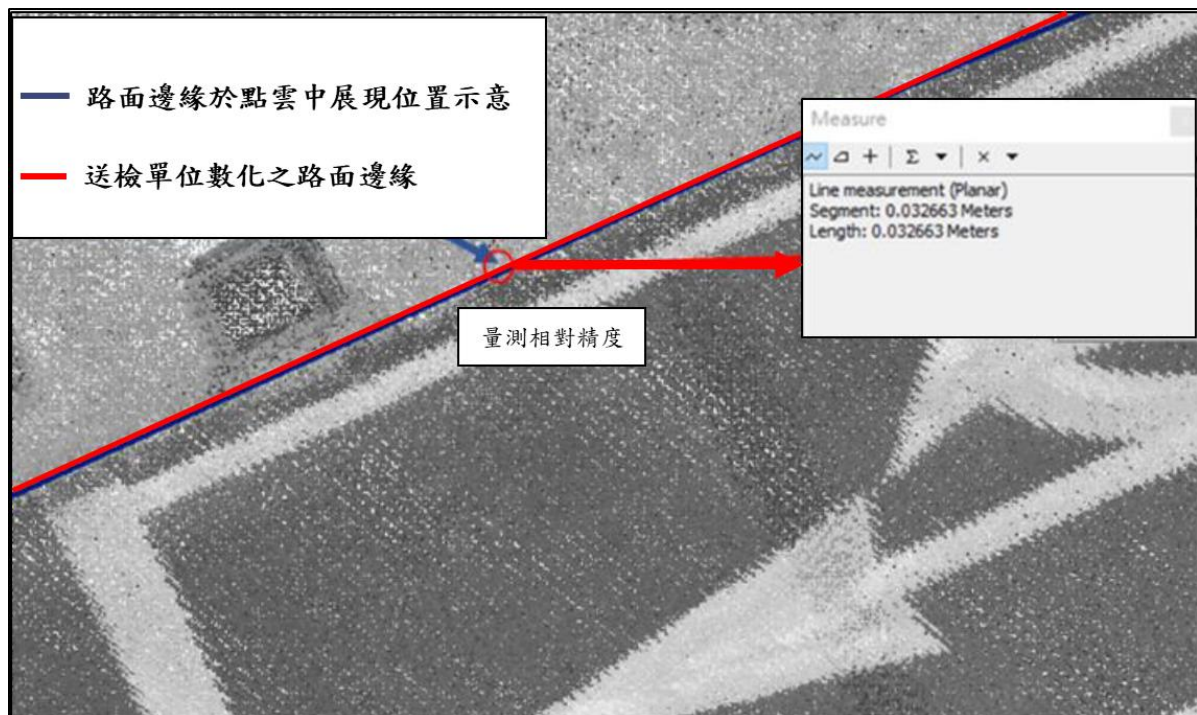 路面邊緣於點雲中展現位置示意
送檢單位數化之路面邊緣
Measure
Line measurement (Planar)
Segment: 0.032663 Meters
Length: 0.032663 Meters
量測相對精度